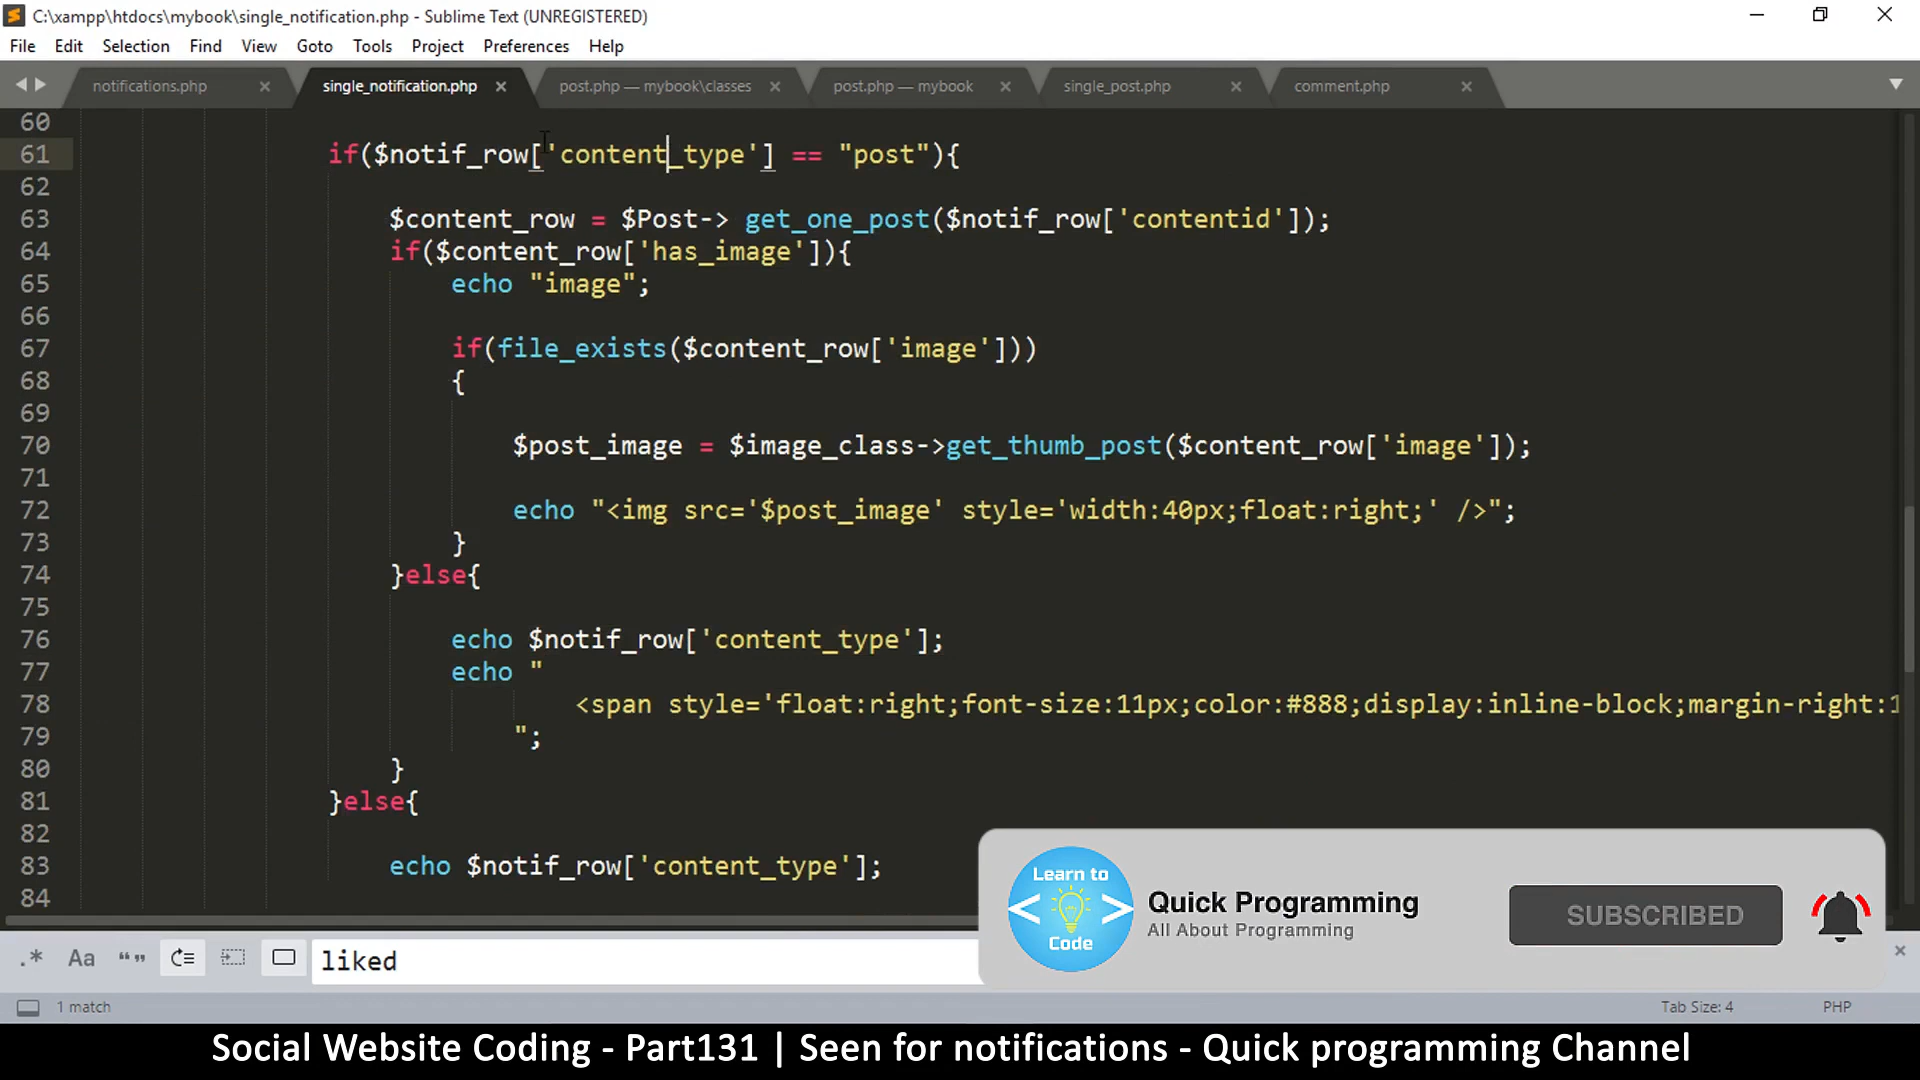 C:\xampp\htdocs\mybook\single_notification.php - Sublime Text (UNREGISTERED)
File Edit Selection Find View Goto Tools Project Preferences Help
notifications.php single_notification.php post.php — mybook\classes post.php — mybook single_post.php comment.php
60
61 if($notif_row['content_type'] == "post"){
62
63 $content_row = $Post-> get_one_post($notif_row['contentid']);
64 if($content_row['has_image']){
65 echo "image";
66
67 if(file_exists($content_row['image']))
68 {
69
70 $post_image = $image_class->get_thumb_post($content_row['image']);
71
72 echo "<img src='$post_image' style='width:40px;float:right;' />";
73 }
74 }else{
75
76 echo $notif_row['content_type'];
77 echo "
78 <span style='float:right;font-size:11px;color:#888;display:inline-block;margin-right:1
79 ";
80 }
81 }else{
82
83 echo $notif_row['content_type'];
84
Learn to
< >
Code
Quick Programming
All About Programming
SUBSCRIBED
.* Aa “” liked
1 match Tab Size: 4 PHP
Social Website Coding - Part131 | Seen for notifications - Quick programming Channel